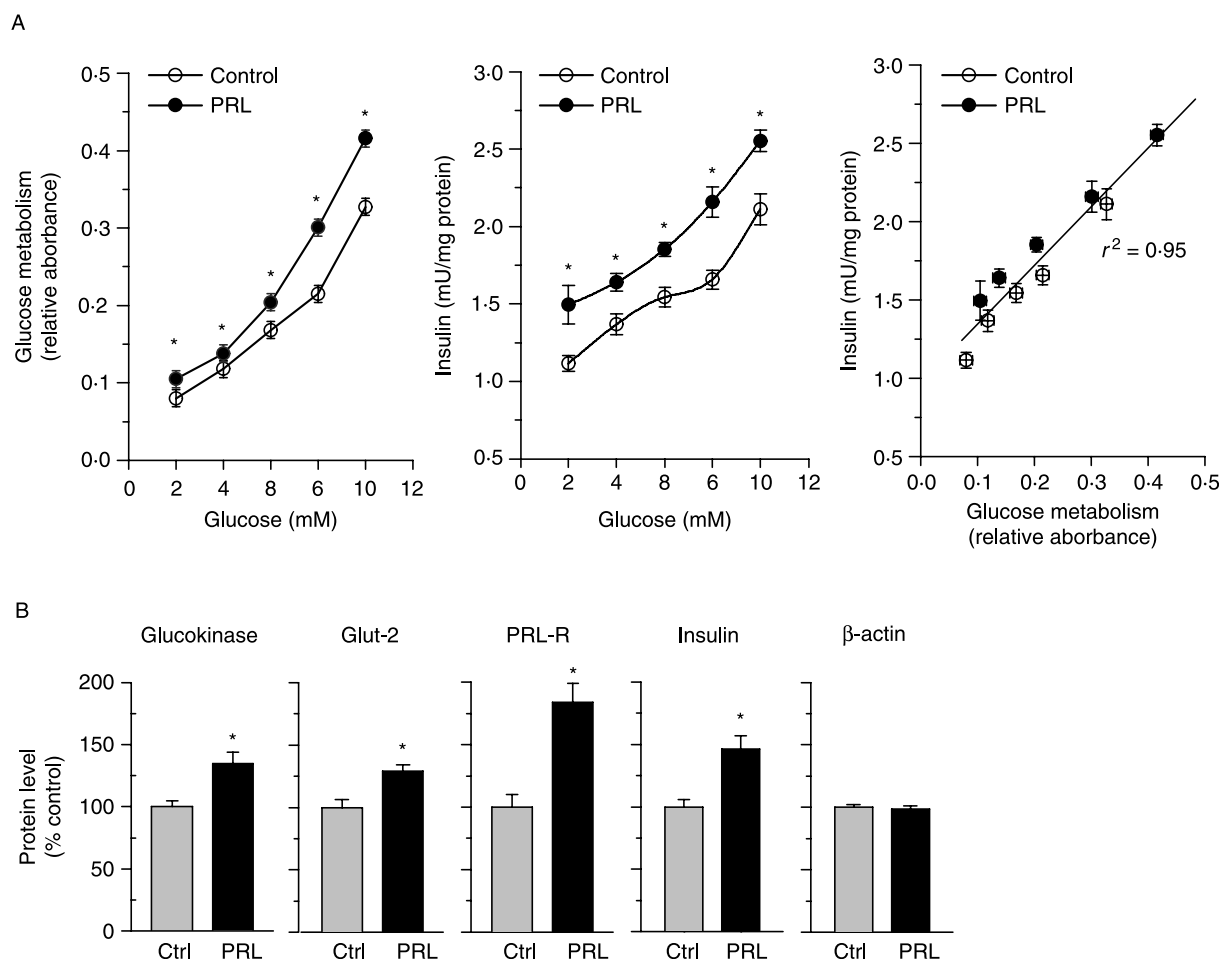 A
Glucose metabolism
(relative aborbance)
0·5
0·4
0·3
0·2
0·1
0·0
Control
PRL
*
*
*
*
*
0 2 4 8 6 10 12
Glucose (mM)
Insulin (mU/mg protein)
3·0
2·5
2·0
1·5
1·0
0·5
Control
PRL
*
*
*
*
*
0 2 4 8 6 10 12
Glucose (mM)
Insulin (mU/mg protein)
3·0
2·5
2·0
1·5
1·0
0·5
Control
PRL
r² = 0·95
0·0 0·1 0·2 0·3 0·4 0·5
Glucose metabolism
(relative aborbance)
B
Protein level
(% control)
200
150
100
50
0
Glucokinase
*
Ctrl PRL
Glut-2
*
Ctrl PRL
PRL-R
*
Ctrl PRL
Insulin
*
Ctrl PRL
β-actin
Ctrl PRL